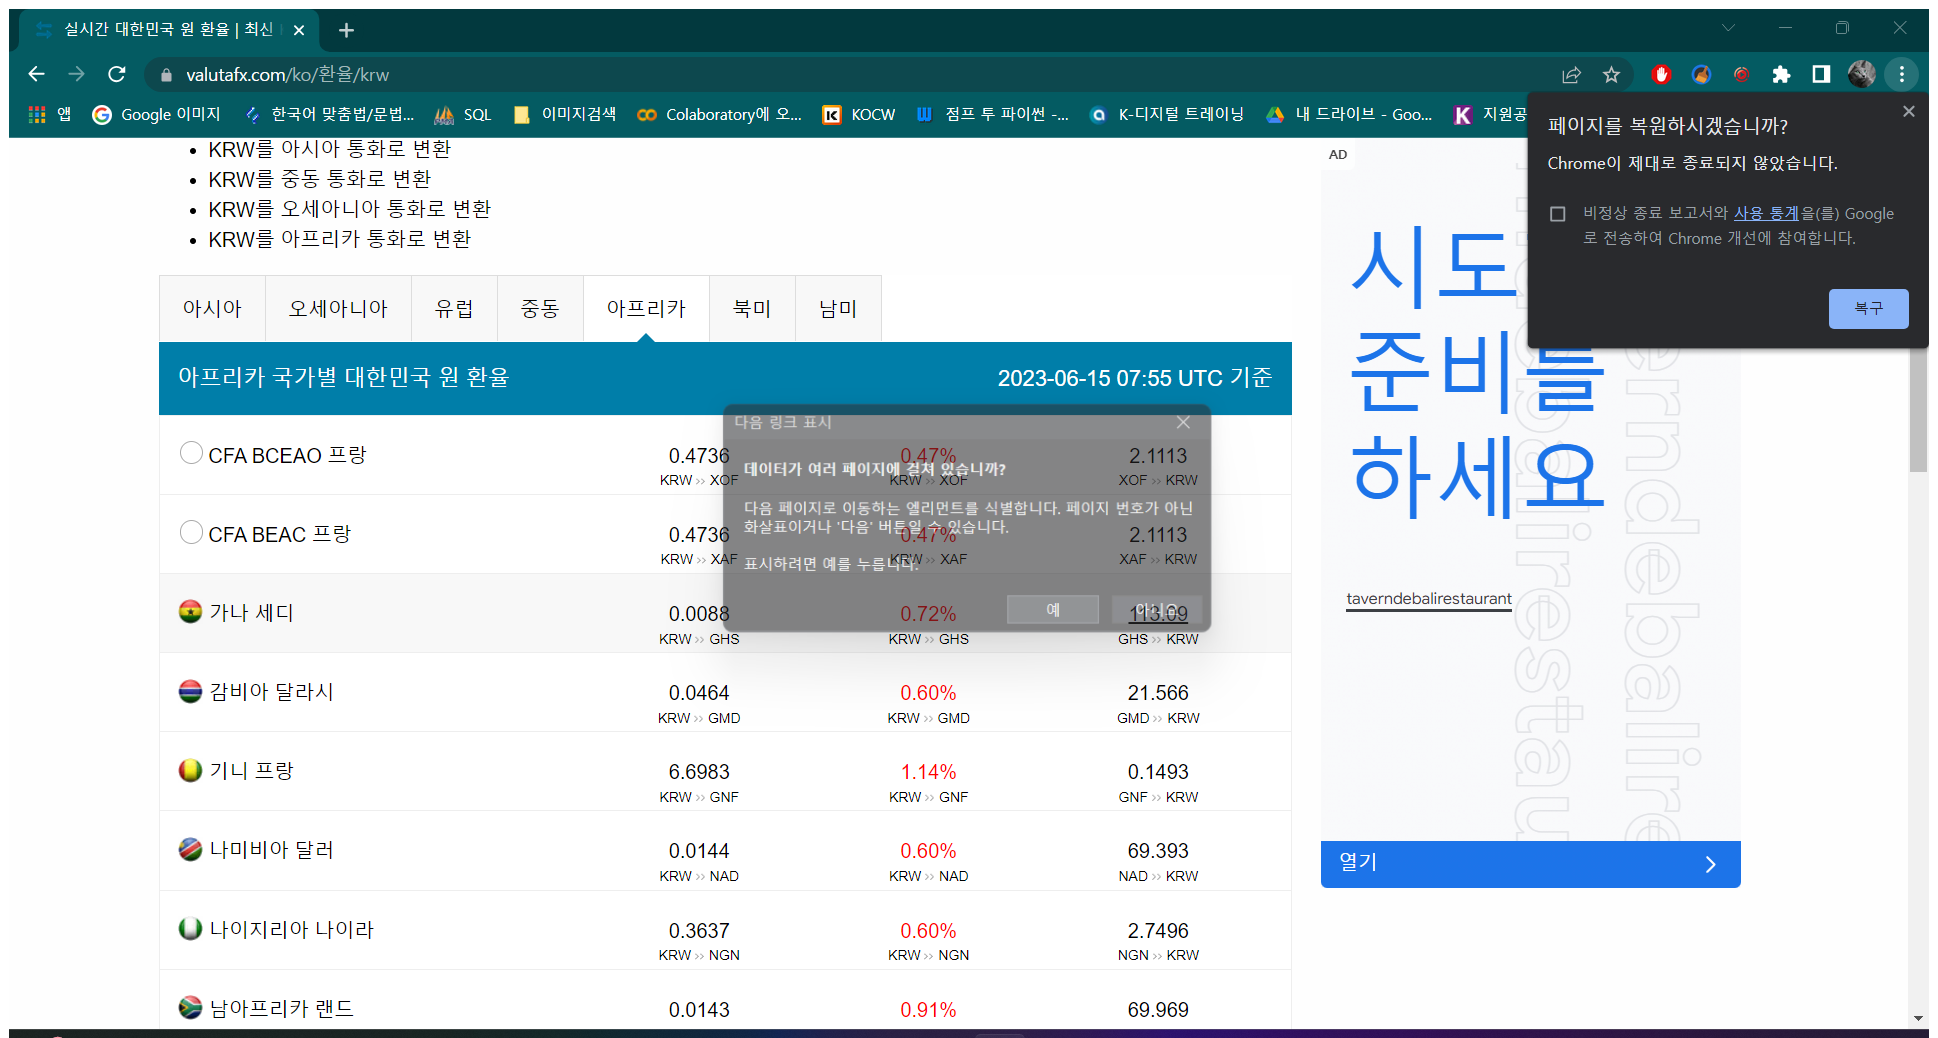 실시간 대한민국 원 환율 | 최신
valutafx.com/ko/환율/krw
앱
Google 이미지
한국어 맞춤법/문법...
SQL
이미지검색
Colaboratory에 오...
KOCW
점프 투 파이썬 -...
K-디지털 트레이닝
내 드라이브 - Goo...
지원공
페이지를 복원하시겠습니까?
Chrome이 제대로 종료되지 않았습니다.
비정상 종료 보고서와 사용 통계을(를) Google
로 전송하여 Chrome 개선에 참여합니다.
복구
KRW를 아시아 통화로 변환
KRW를 중동 통화로 변환
KRW를 오세아니아 통화로 변환
KRW를 아프리카 통화로 변환
아시아 오세아니아 유럽 중동 아프리카 북미 남미
아프리카 국가별 대한민국 원 환율 2023-06-15 07:55 UTC 기준
다음 링크 표시
데이터가 여러 페이지에 걸쳐 있습니까?
다음 페이지로 이동하는 엘리먼트를 식별합니다. 페이지 번호가 아닌
화살표이거나 '다음' 버튼일 수 있습니다.
표시하려면 예를 누릅니다.
예 아니요
CFA BCEAO 프랑 0.4736 0.47% 2.1113
KRW ›› XOF KRW ›› XOF XOF ›› KRW
CFA BEAC 프랑 0.4736 0.47% 2.1113
KRW ›› XAF KRW ›› XAF XAF ›› KRW
가나 세디 0.0088 0.72% 113.09
KRW ›› GHS KRW ›› GHS GHS ›› KRW
감비아 달라시 0.0464 0.60% 21.566
KRW ›› GMD KRW ›› GMD GMD ›› KRW
기니 프랑 6.6983 1.14% 0.1493
KRW ›› GNF KRW ›› GNF GNF ›› KRW
나미비아 달러 0.0144 0.60% 69.393
KRW ›› NAD KRW ›› NAD NAD ›› KRW
나이지리아 나이라 0.3637 0.60% 2.7496
KRW ›› NGN KRW ›› NGN NGN ›› KRW
남아프리카 랜드 0.0143 0.91% 69.969
AD
시도
준비를
하세요
taverndebalirestaurant
열기